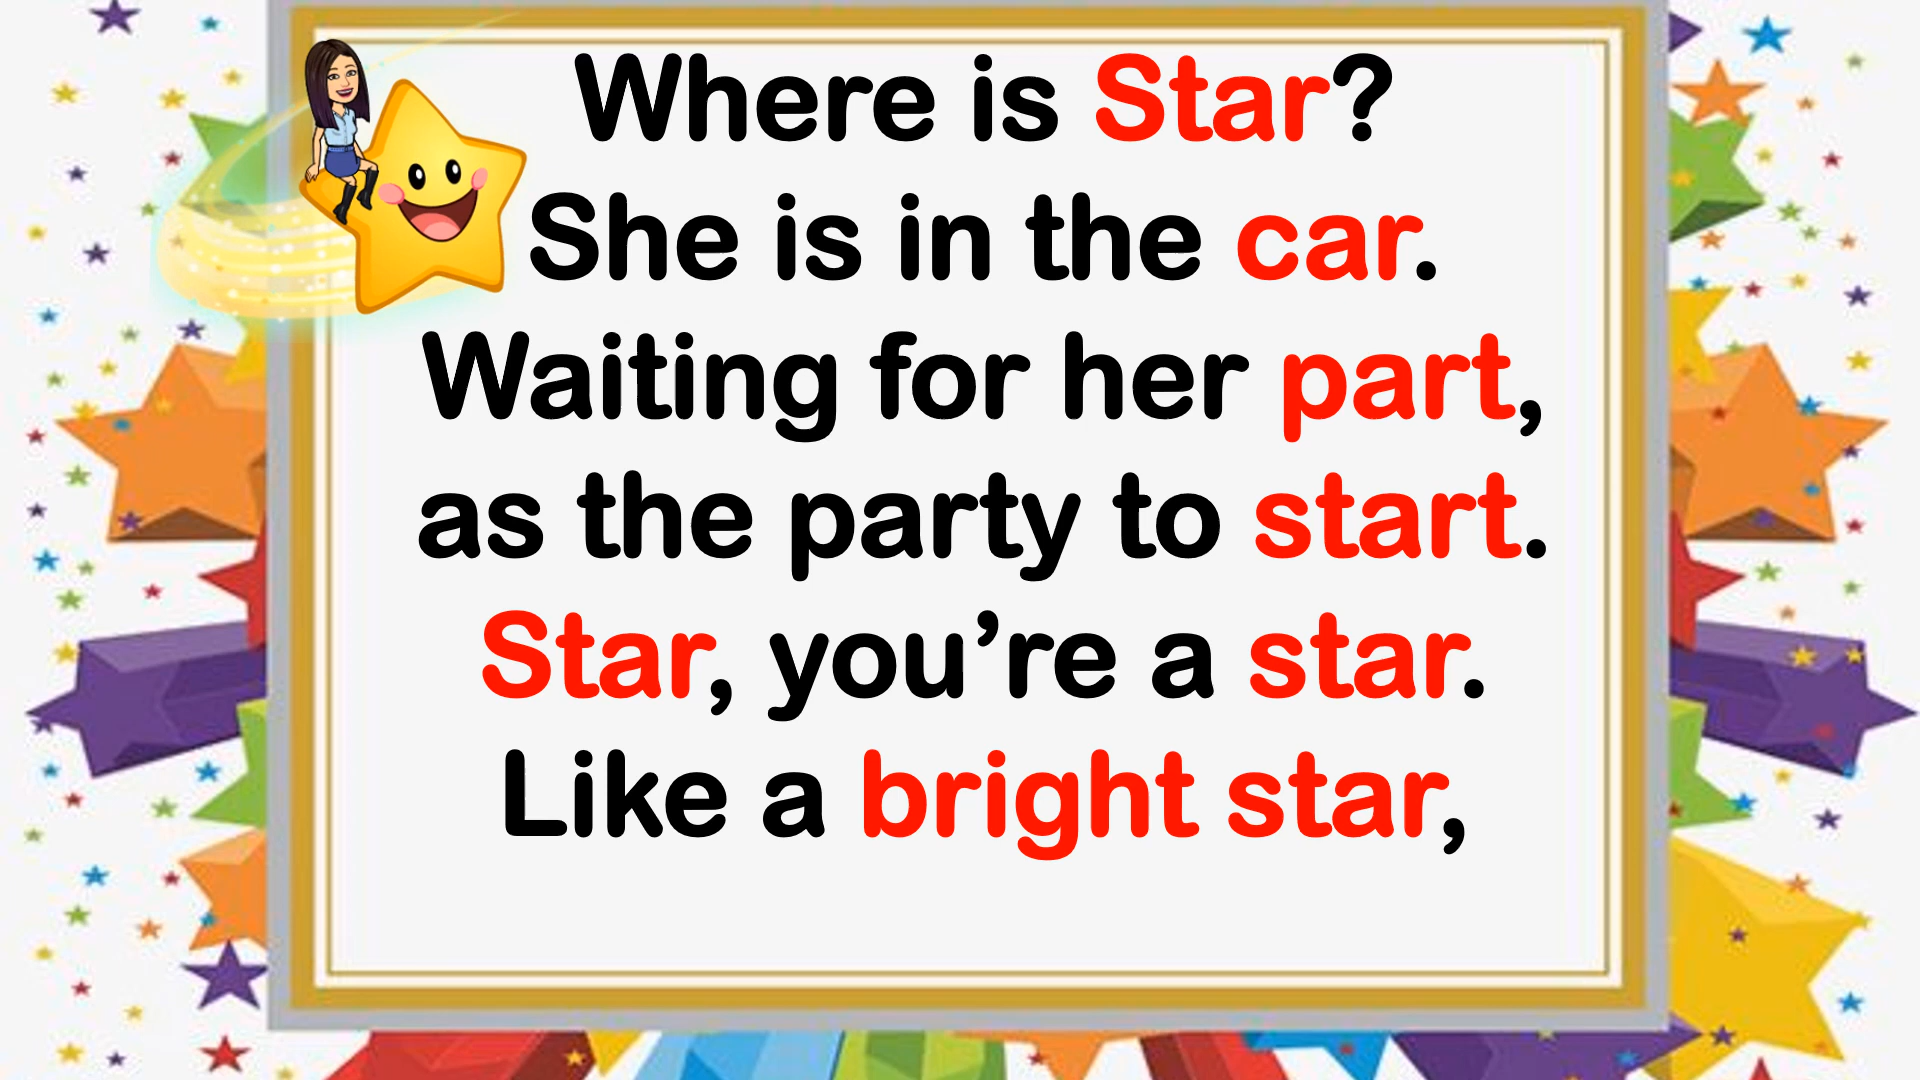 Where is Star?
She is in the car.
Waiting for her part,
as the party to start.
Star, you’re a star.
Like a bright star,